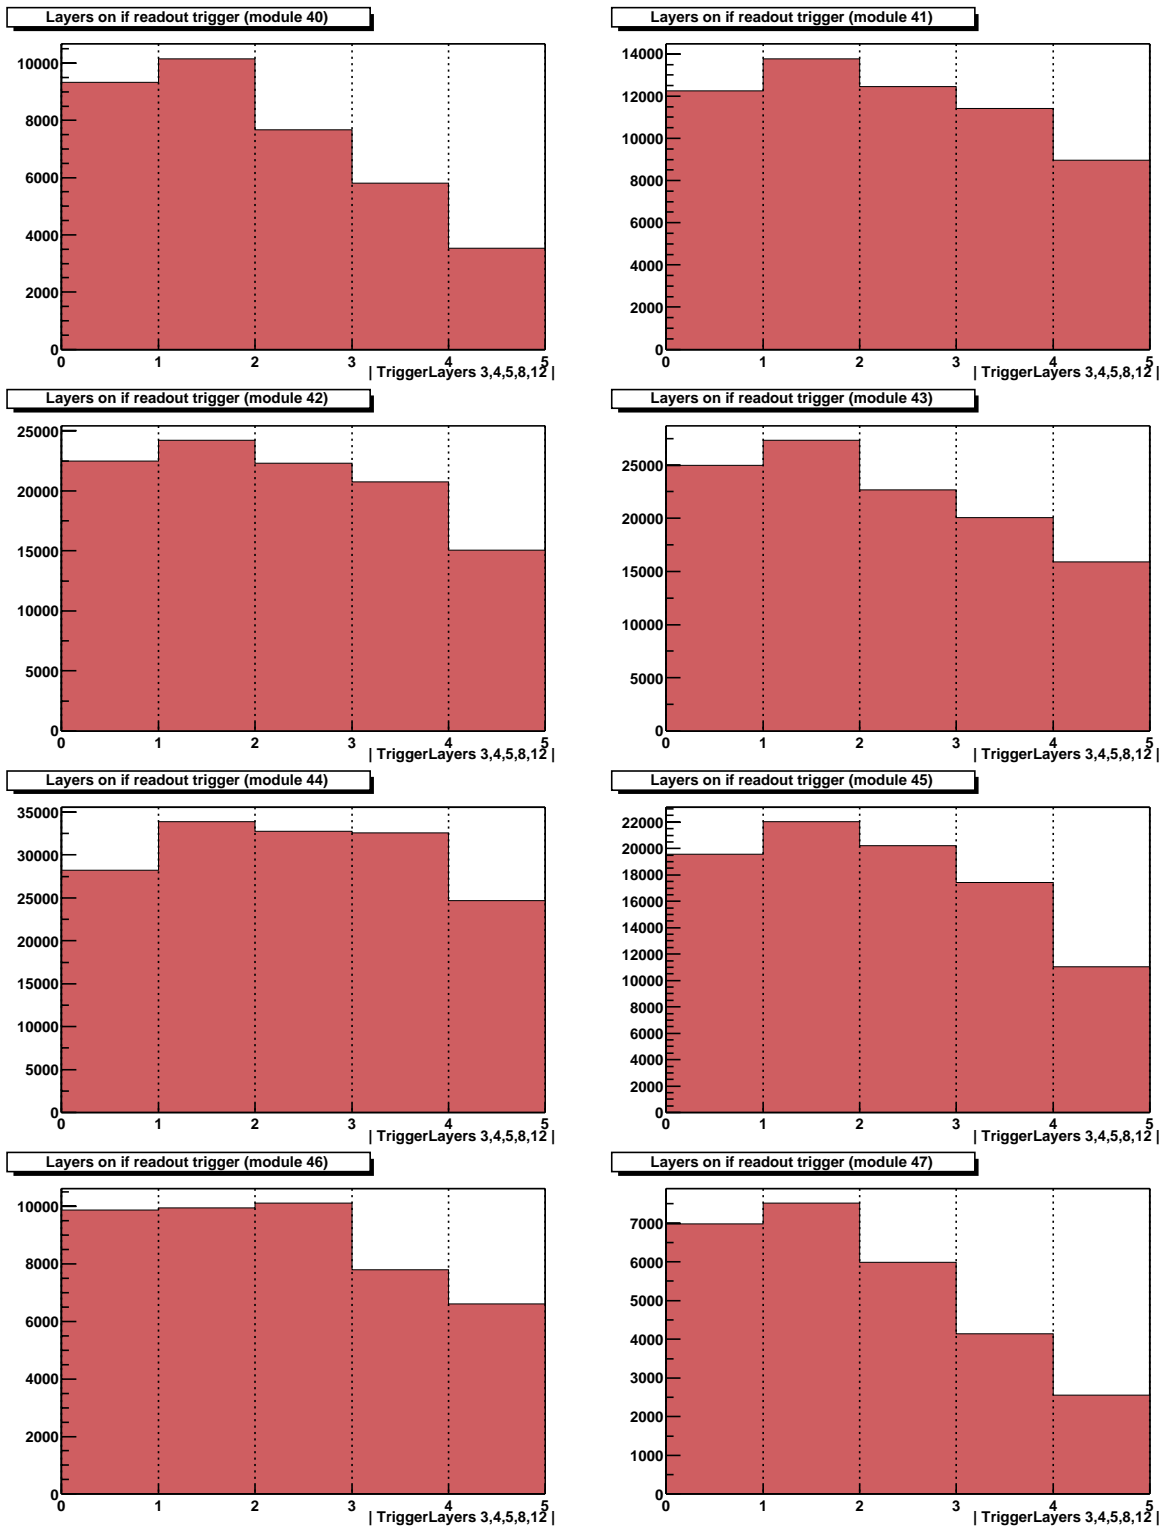 Layers on if readout trigger (module 40)
10000
8000
6000
4000
2000
0
0 1 2 3 4 5
| TriggerLayers 3,4,5,8,12 |
Layers on if readout trigger (module 41)
14000
12000
10000
8000
6000
4000
2000
0
0 1 2 3 4 5
| TriggerLayers 3,4,5,8,12 |
Layers on if readout trigger (module 42)
25000
20000
15000
10000
5000
0
0 1 2 3 4 5
| TriggerLayers 3,4,5,8,12 |
Layers on if readout trigger (module 43)
25000
20000
15000
10000
5000
0
0 1 2 3 4 5
| TriggerLayers 3,4,5,8,12 |
Layers on if readout trigger (module 44)
35000
30000
25000
20000
15000
10000
5000
0
0 1 2 3 4 5
| TriggerLayers 3,4,5,8,12 |
Layers on if readout trigger (module 45)
22000
20000
18000
16000
14000
12000
10000
8000
6000
4000
2000
0
0 1 2 3 4 5
| TriggerLayers 3,4,5,8,12 |
Layers on if readout trigger (module 46)
10000
8000
6000
4000
2000
0
0 1 2 3 4 5
| TriggerLayers 3,4,5,8,12 |
Layers on if readout trigger (module 47)
7000
6000
5000
4000
3000
2000
1000
0
0 1 2 3 4 5
| TriggerLayers 3,4,5,8,12 |